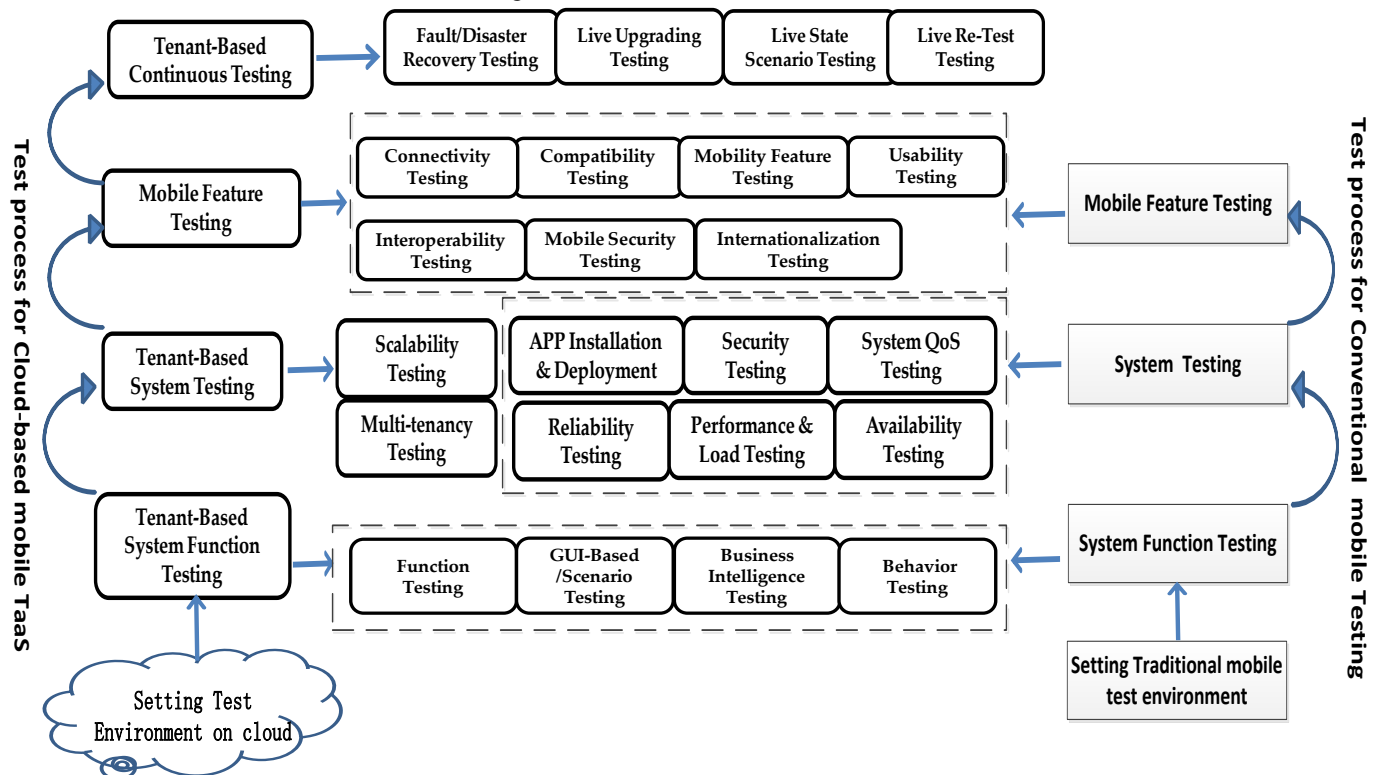 Tenant-Based
Continuous Testing
Fault/Disaster
Recovery Testing
Live Upgrading
Testing
Live State
Scenario Testing
Live Re-Test
Testing
Test process for Cloud-based mobile TaaS
Mobile Feature
Testing
Connectivity
Testing
Compatibility
Testing
Mobility Feature
Testing
Usability
Testing
Interoperability
Testing
Mobile Security
Testing
Internationalization
Testing
Mobile Feature Testing
Test process for Conventional mobile Testing
Tenant-Based
System Testing
Scalability
Testing
Multi-tenancy
Testing
APP Installation
& Deployment
Security
Testing
System QoS
Testing
Reliability
Testing
Performance &
Load Testing
Availability
Testing
System Testing
Tenant-Based
System Function
Testing
Function
Testing
GUI-Based
/Scenario
Testing
Business
Intelligence
Testing
Behavior
Testing
System Function Testing
Setting Test
Environment on cloud
Setting Traditional mobile
test environment